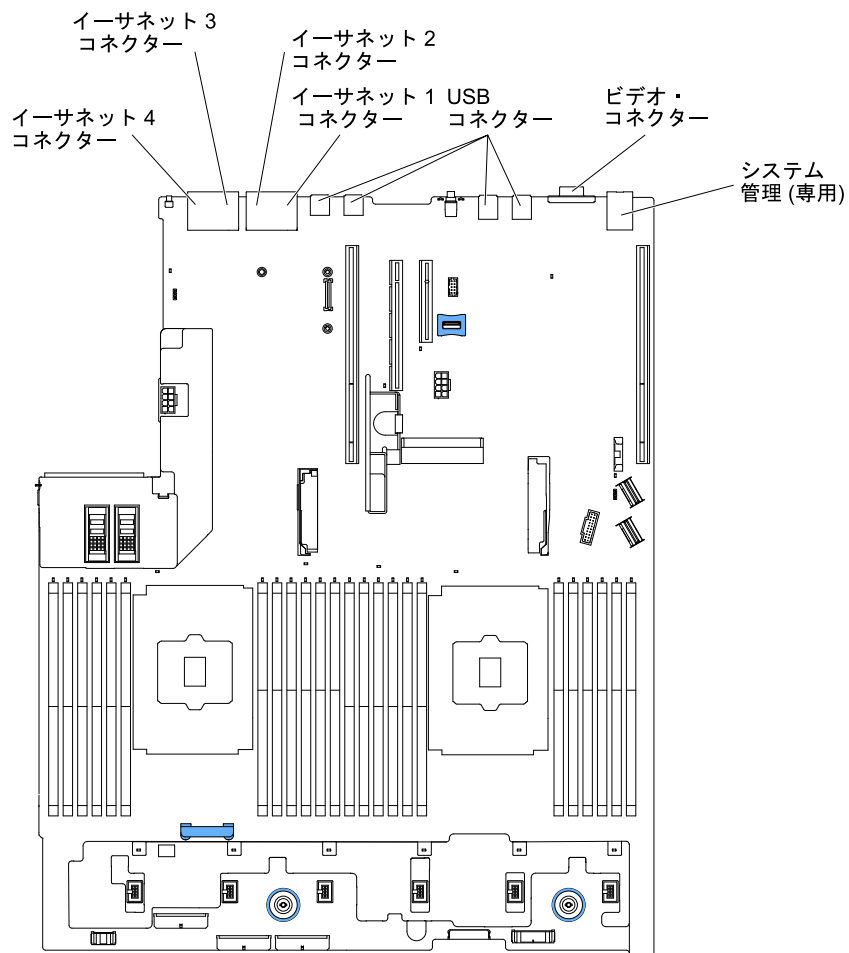 イーサネット 3
コネクター
イーサネット 2
コネクター
イーサネット 1
コネクター
USB
コネクター
ビデオ・
コネクター
イーサネット 4
コネクター
システム
管理 (専用)